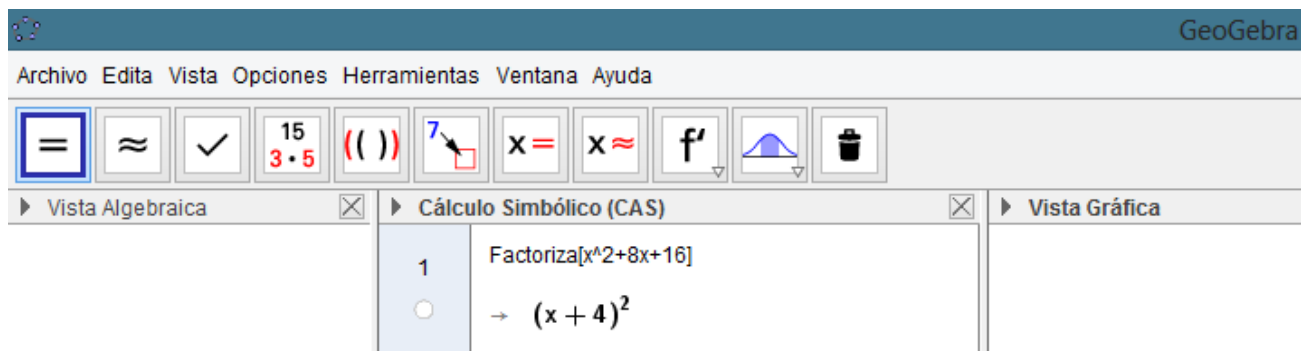 GeoGebra
Archivo Edita Vista Opciones Herramientas Ventana Ayuda
= ≈ ✓ 15 (( )) 7 x= x≈ f'
3·5
Vista Algebraica Cálculo Simbólico (CAS) Vista Gráfica
1 Factoriza[x^2+8x+16]
→ (x + 4)²